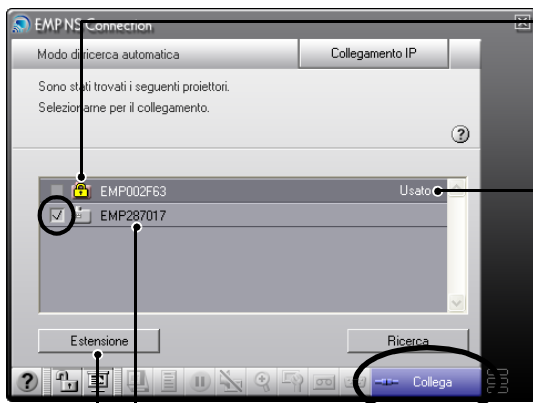 EMP NS Connection
Modo di ricerca automatica
Collegamento IP
Sono stati trovati i seguenti proiettori.
Selezionarne per il collegamento.
EMP002F63 Usato
EMP287017
Estensione
Ricerca
Collega